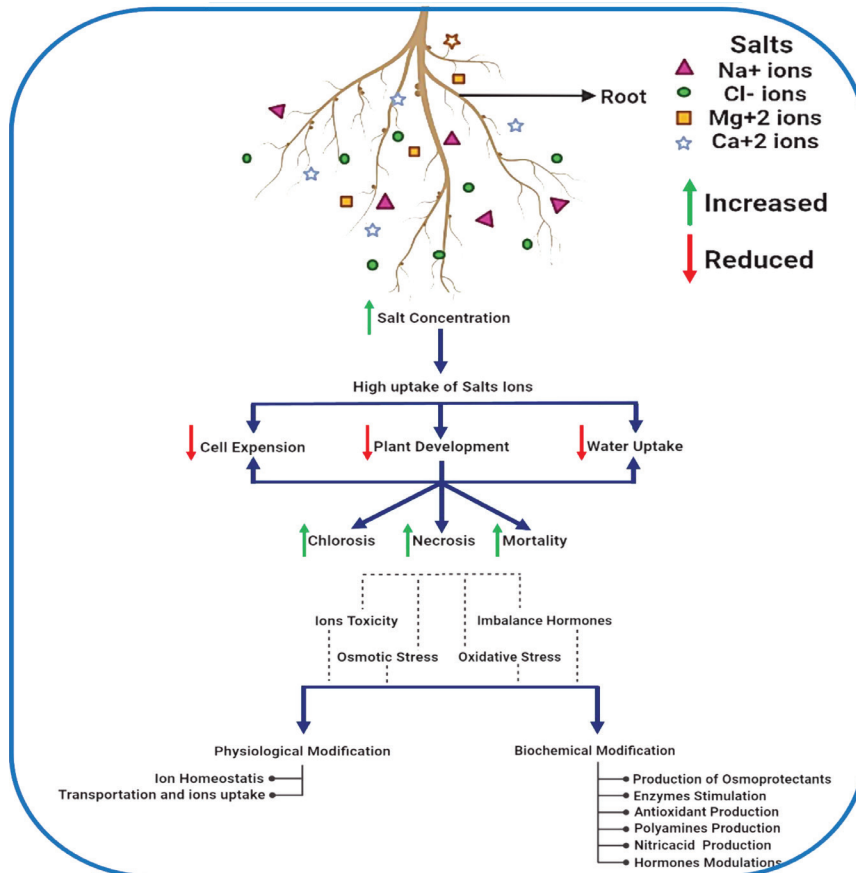 Salts
Na+ ions
Cl- ions
Mg+2 ions
Ca+2 ions
Root
Increased
Reduced
Salt Concentration
High uptake of Salts Ions
Cell Expension
Plant Development
Water Uptake
Chlorosis
Necrosis
Mortality
Ions Toxicity
Imbalance Hormones
Osmotic Stress
Oxidative Stress
Physiological Modification
Biochemical Modification
Ion Homeostatis
Transportation and ions uptake
Production of Osmoprotectants
Enzymes Stimulation
Antioxidant Production
Polyamines Production
Nitricacid Production
Hormones Modulations